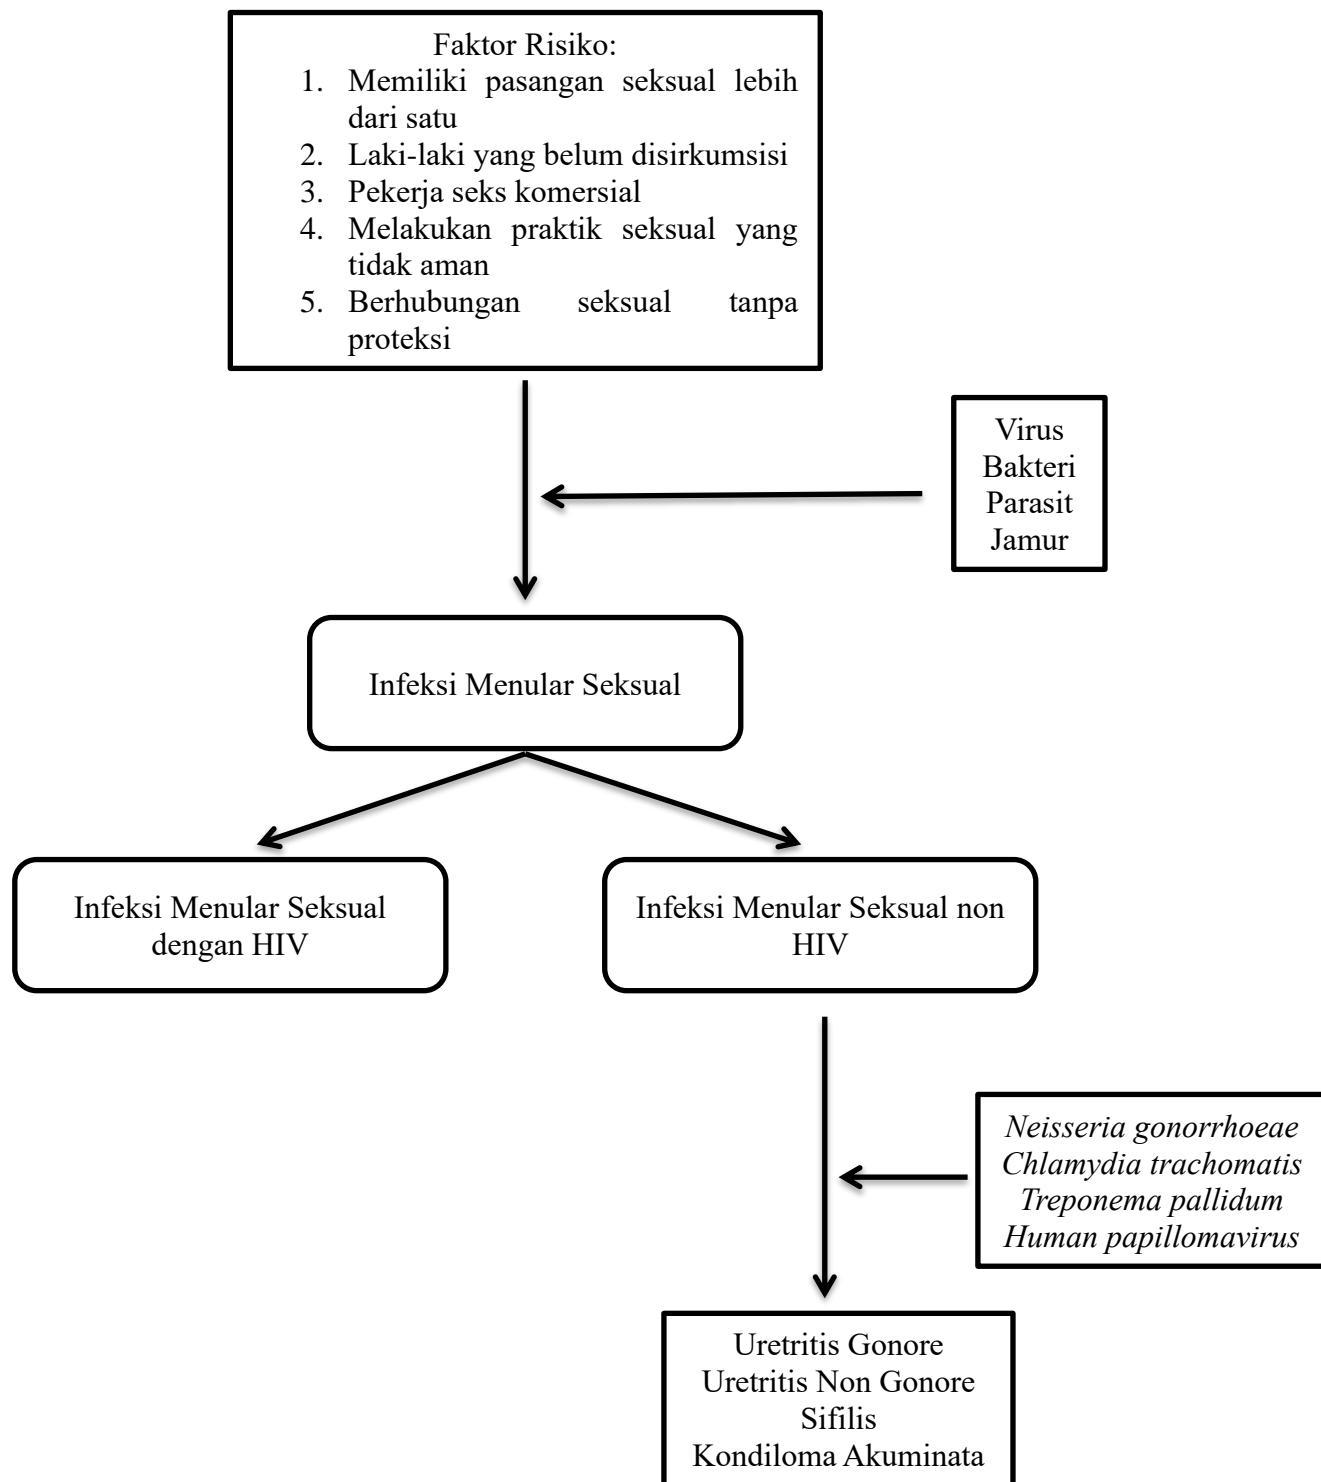 Faktor Risiko:
1. Memiliki pasangan seksual lebih
dari satu
2. Laki-laki yang belum disirkumsisi
3. Pekerja seks komersial
4. Melakukan praktik seksual yang
tidak aman
5. Berhubungan seksual tanpa
proteksi
Virus
Bakteri
Parasit
Jamur
Infeksi Menular Seksual
Infeksi Menular Seksual
dengan HIV
Infeksi Menular Seksual non
HIV
Neisseria gonorrhoeae
Chlamydia trachomatis
Treponema pallidum
Human papillomavirus
Uretritis Gonore
Uretritis Non Gonore
Sifilis
Kondiloma Akuminata